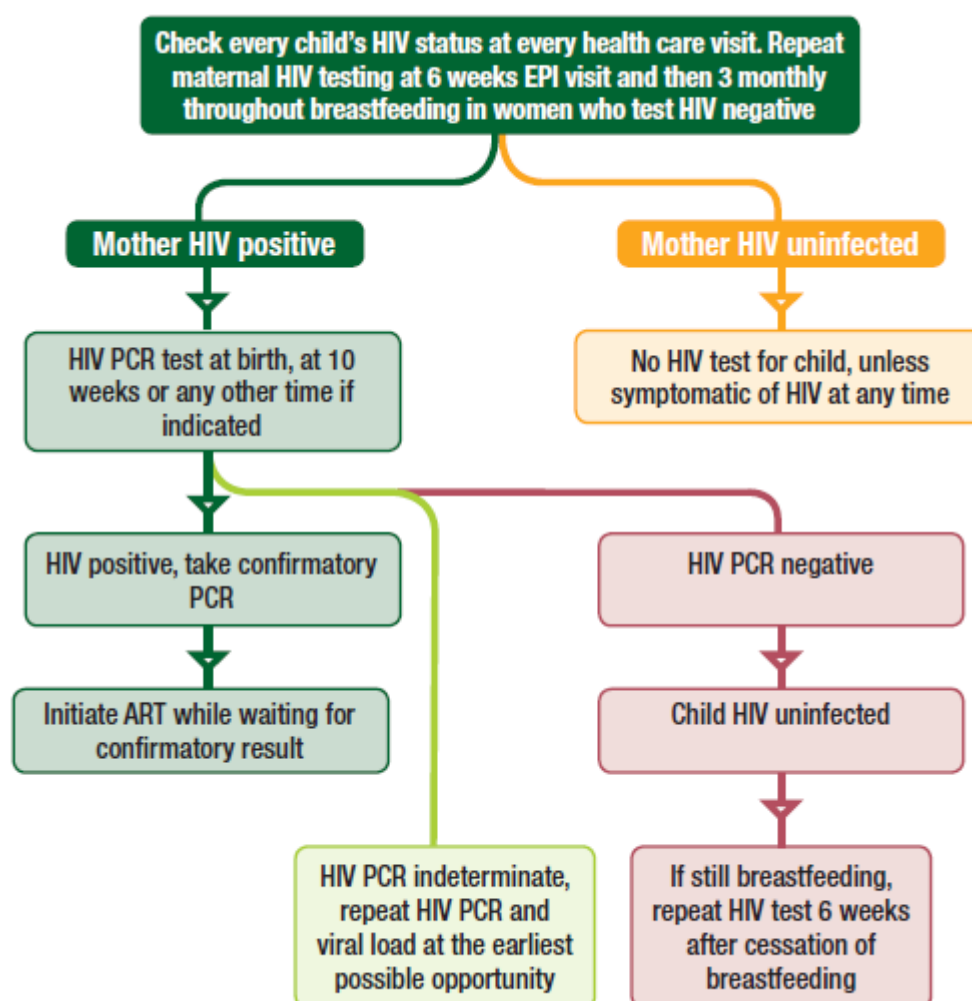 Check every child's HIV status at every health care visit. Repeat
maternal HIV testing at 6 weeks EPI visit and then 3 monthly
throughout breastfeeding in women who test HIV negative
Mother HIV positive
Mother HIV uninfected
HIV PCR test at birth, at 10
weeks or any other time if
indicated
No HIV test for child, unless
symptomatic of HIV at any time
HIV positive, take confirmatory
PCR
HIV PCR negative
Initiate ART while waiting for
confirmatory result
Child HIV uninfected
HIV PCR indeterminate,
repeat HIV PCR and
viral load at the earliest
possible opportunity
If still breastfeeding,
repeat HIV test 6 weeks
after cessation of
breastfeeding